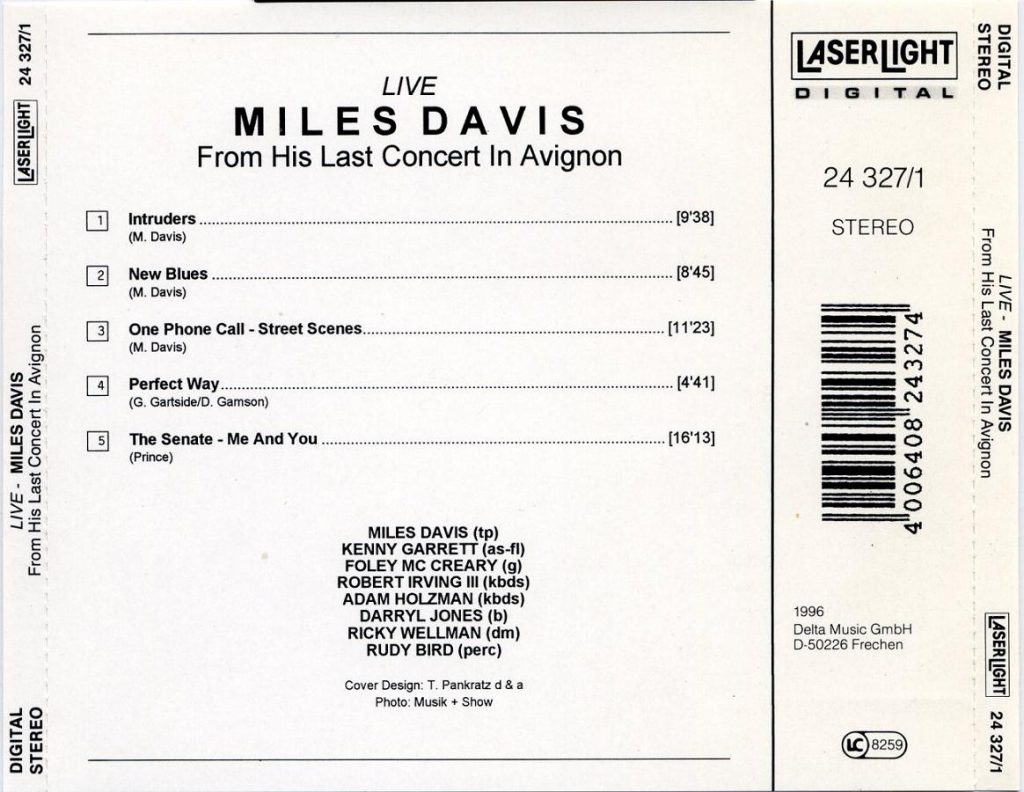 24 327/1
LASERLIGHT
LIVE - MILES DAVIS
From His Last Concert In Avignon
DIGITAL
STEREO
LIVE
MILES DAVIS
From His Last Concert In Avignon
1 Intruders [9'38]
(M. Davis)
2 New Blues [8'45]
(M. Davis)
3 One Phone Call - Street Scenes [11'23]
(M. Davis)
4 Perfect Way [4'41]
(G. Gartside/D. Gamson)
5 The Senate - Me And You [16'13]
(Prince)
MILES DAVIS (tp)
KENNY GARRETT (as-fl)
FOLEY MC CREARY (g)
ROBERT IRVING III (kbds)
ADAM HOLZMAN (kbds)
DARRYL JONES (b)
RICKY WELLMAN (dm)
RUDY BIRD (perc)
Cover Design: T. Pankratz d & a
Photo: Musik + Show
LASERLIGHT
DIGITAL
24 327/1
STEREO
4 006408 243274
1996
Delta Music GmbH
D-50226 Frechen
LC 8259
DIGITAL
STEREO
LIVE - MILES DAVIS
From His Last Concert In Avignon
LASERLIGHT
24 327/1